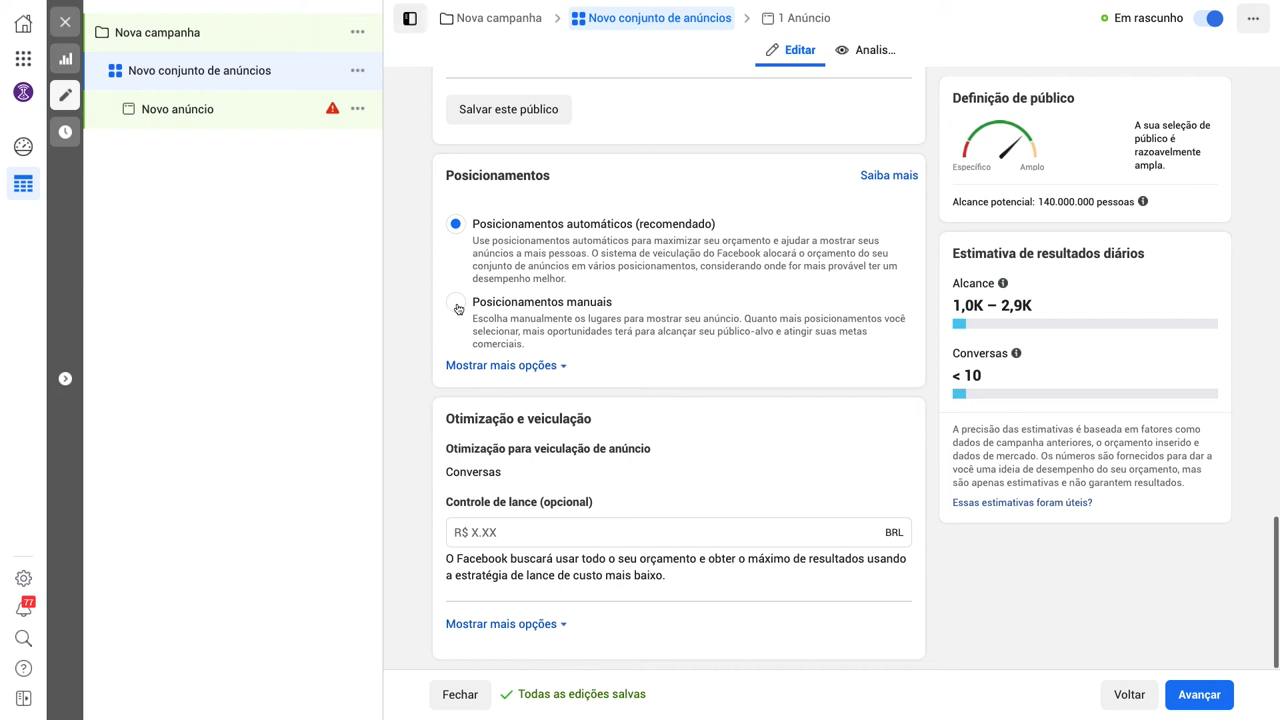 Nova campanha
Novo conjunto de anúncios
Novo anúncio
77
Nova campanha
Novo conjunto de anúncios
1 Anúncio
Em rascunho
Editar
Analis...
Salvar este público
Posicionamentos
Saiba mais
Posicionamentos automáticos (recomendado)
Use posicionamentos automáticos para maximizar seu orçamento e ajudar a mostrar seus
anúncios a mais pessoas. O sistema de veiculação do Facebook alocará o orçamento do seu
conjunto de anúncios em vários posicionamentos, considerando onde for mais provável ter um
desempenho melhor.
Posicionamentos manuais
Escolha manualmente os lugares para mostrar seu anúncio. Quanto mais posicionamentos você
selecionar, mais oportunidades terá para alcançar seu público-alvo e atingir suas metas
comerciais.
Mostrar mais opções
Otimização e veiculação
Otimização para veiculação de anúncio
Conversas
Controle de lance (opcional)
R$ X.XX
BRL
O Facebook buscará usar todo o seu orçamento e obter o máximo de resultados usando
a estratégia de lance de custo mais baixo.
Mostrar mais opções
Definição de público
Específico
Amplo
A sua seleção de
público é
razoavelmente
ampla.
Alcance potencial: 140.000.000 pessoas
Estimativa de resultados diários
Alcance
1,0K – 2,9K
Conversas
< 10
A precisão das estimativas é baseada em fatores como
dados de campanha anteriores, o orçamento inserido e
dados de mercado. Os números são fornecidos para dar a
você uma ideia de desempenho do seu orçamento, mas
são apenas estimativas e não garantem resultados.
Essas estimativas foram úteis?
Fechar
Todas as edições salvas
Voltar
Avançar